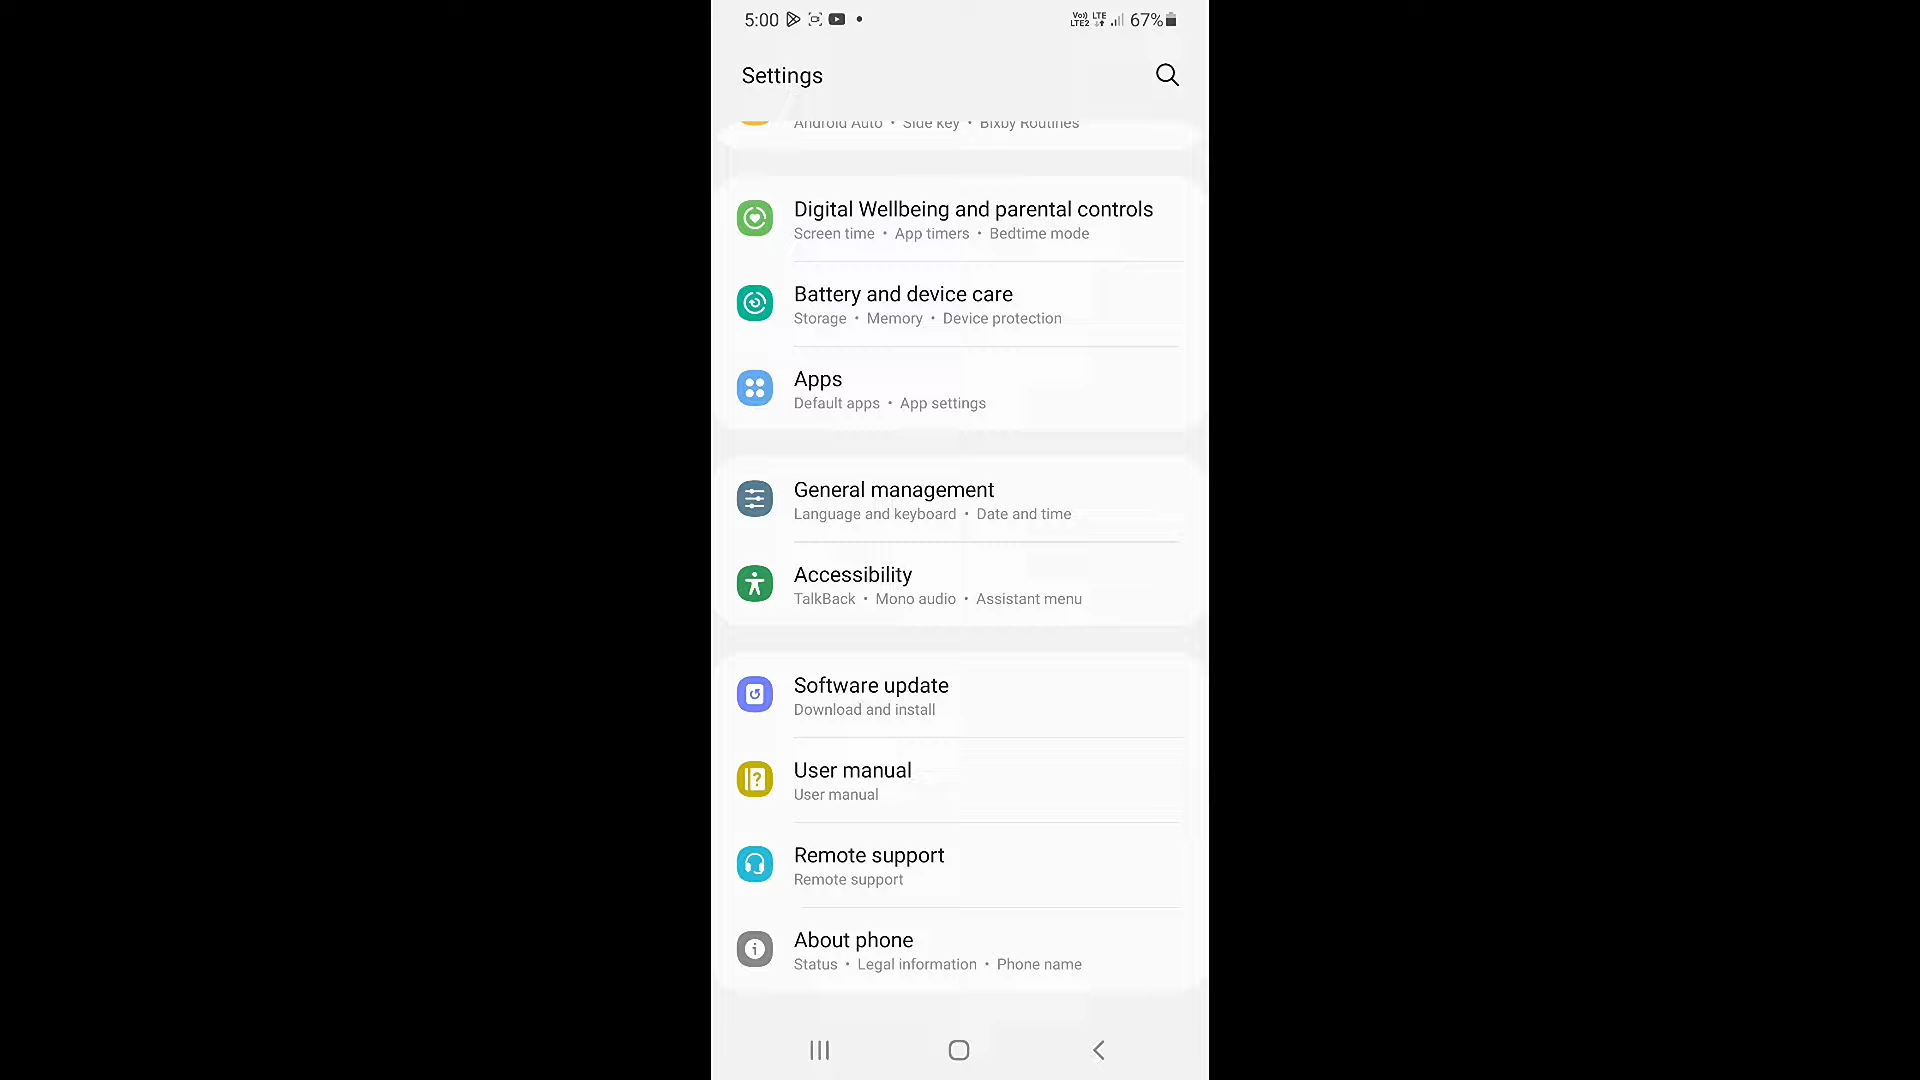 5:00 Vo)) LTE LTE2 67%
Settings
Android Auto • Side key • Bixby Routines
Digital Wellbeing and parental controls
Screen time • App timers • Bedtime mode
Battery and device care
Storage • Memory • Device protection
Apps
Default apps • App settings
General management
Language and keyboard • Date and time
Accessibility
TalkBack • Mono audio • Assistant menu
Software update
Download and install
User manual
User manual
Remote support
Remote support
About phone
Status • Legal information • Phone name